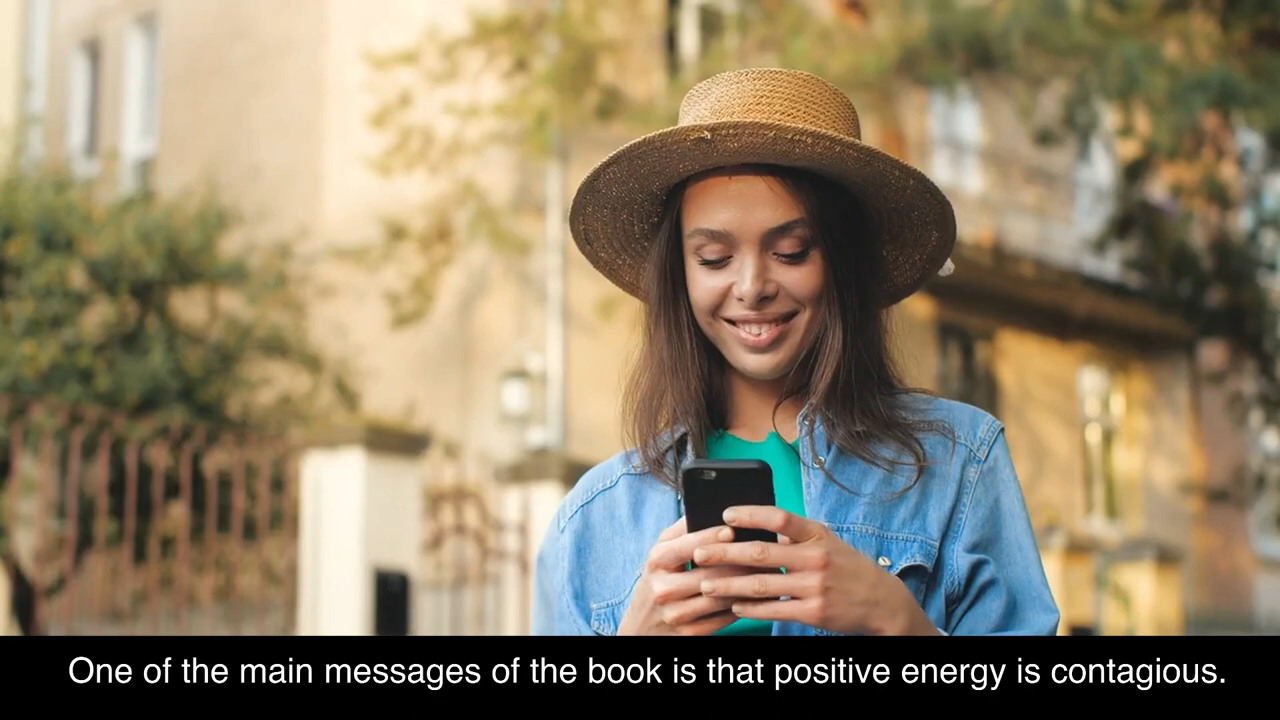 One of the main messages of the book is that positive energy is contagious.